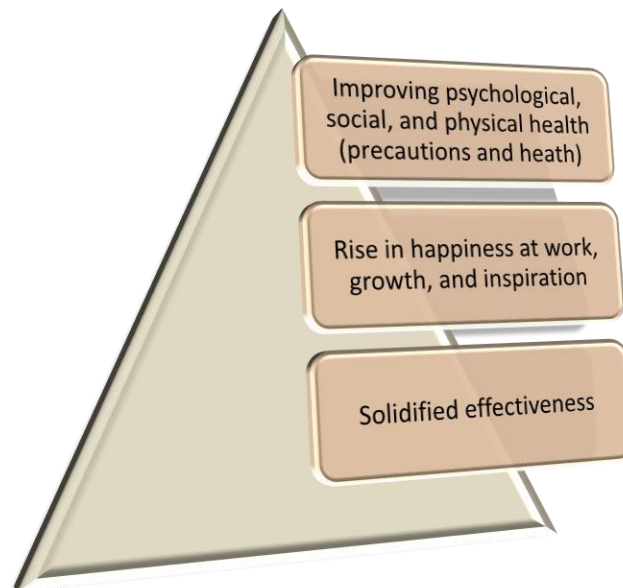 Improving psychological,
social, and physical health
(precautions and heath)
Rise in happiness at work,
growth, and inspiration
Solidified effectiveness